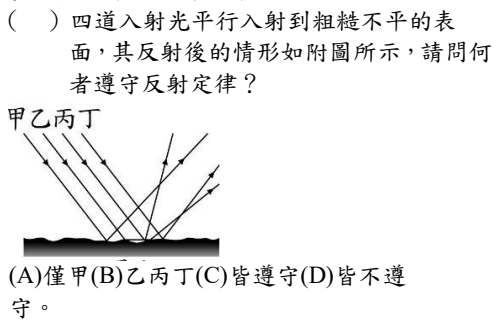 （　）四道入射光平行入射到粗糙不平的表
面，其反射後的情形如附圖所示，請問何
者遵守反射定律？
甲乙丙丁
(A)僅甲(B)乙丙丁(C)皆遵守(D)皆不遵
守。